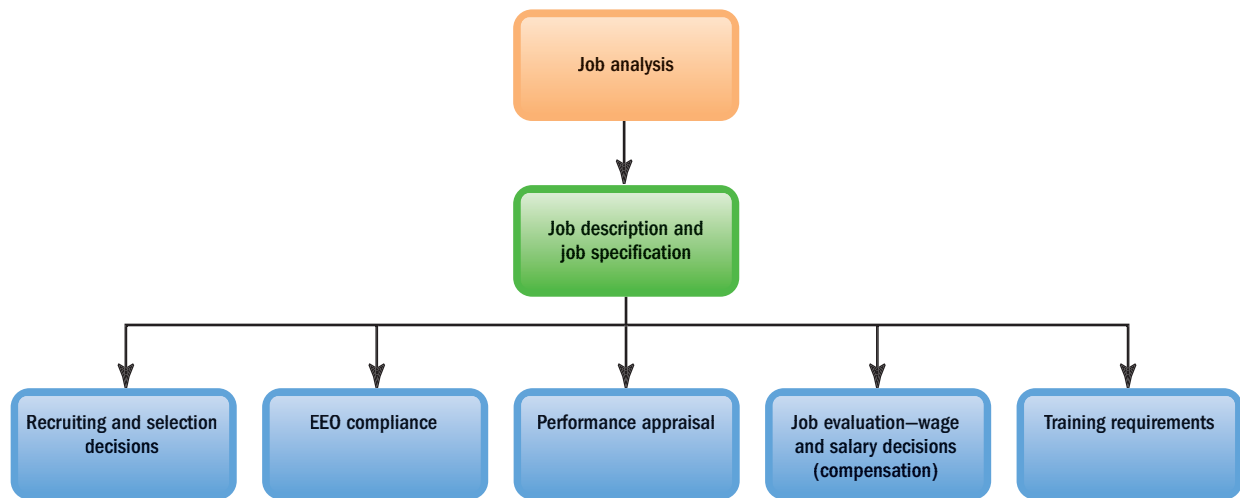 Job analysis
Job description and
job specification
Recruiting and selection
decisions
EEO compliance
Performance appraisal
Job evaluation—wage
and salary decisions
(compensation)
Training requirements